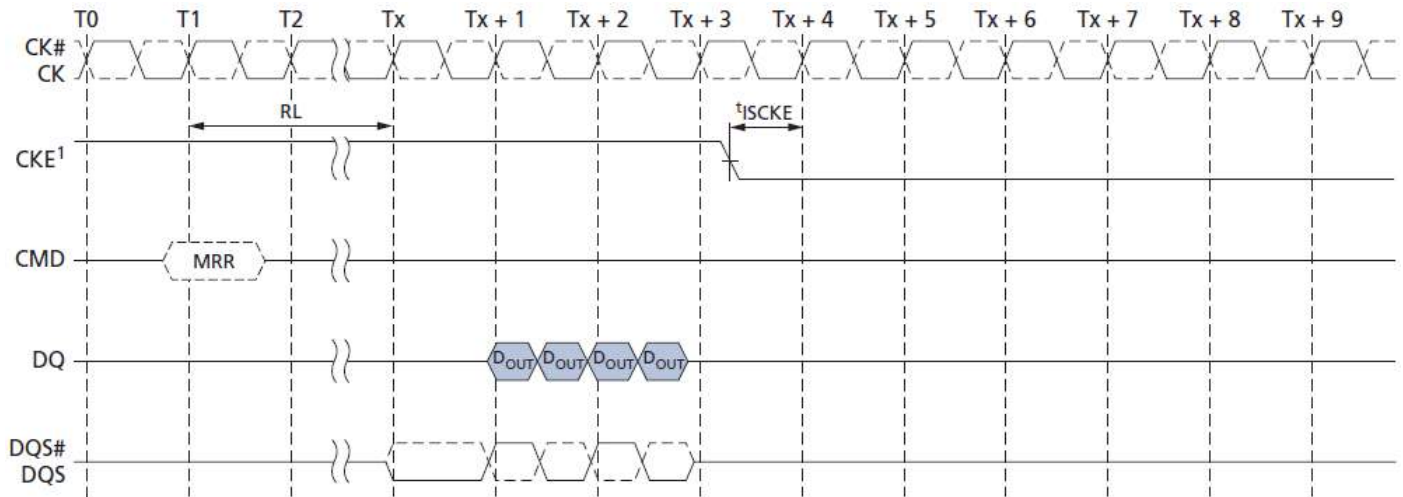 T0 T1 T2 Tx Tx + 1 Tx + 2 Tx + 3 Tx + 4 Tx + 5 Tx + 6 Tx + 7 Tx + 8 Tx + 9
CK#
CK
RL
tISCKE
CKE1
CMD
MRR
DQ
DOUT DOUT DOUT DOUT
DQS#
DQS